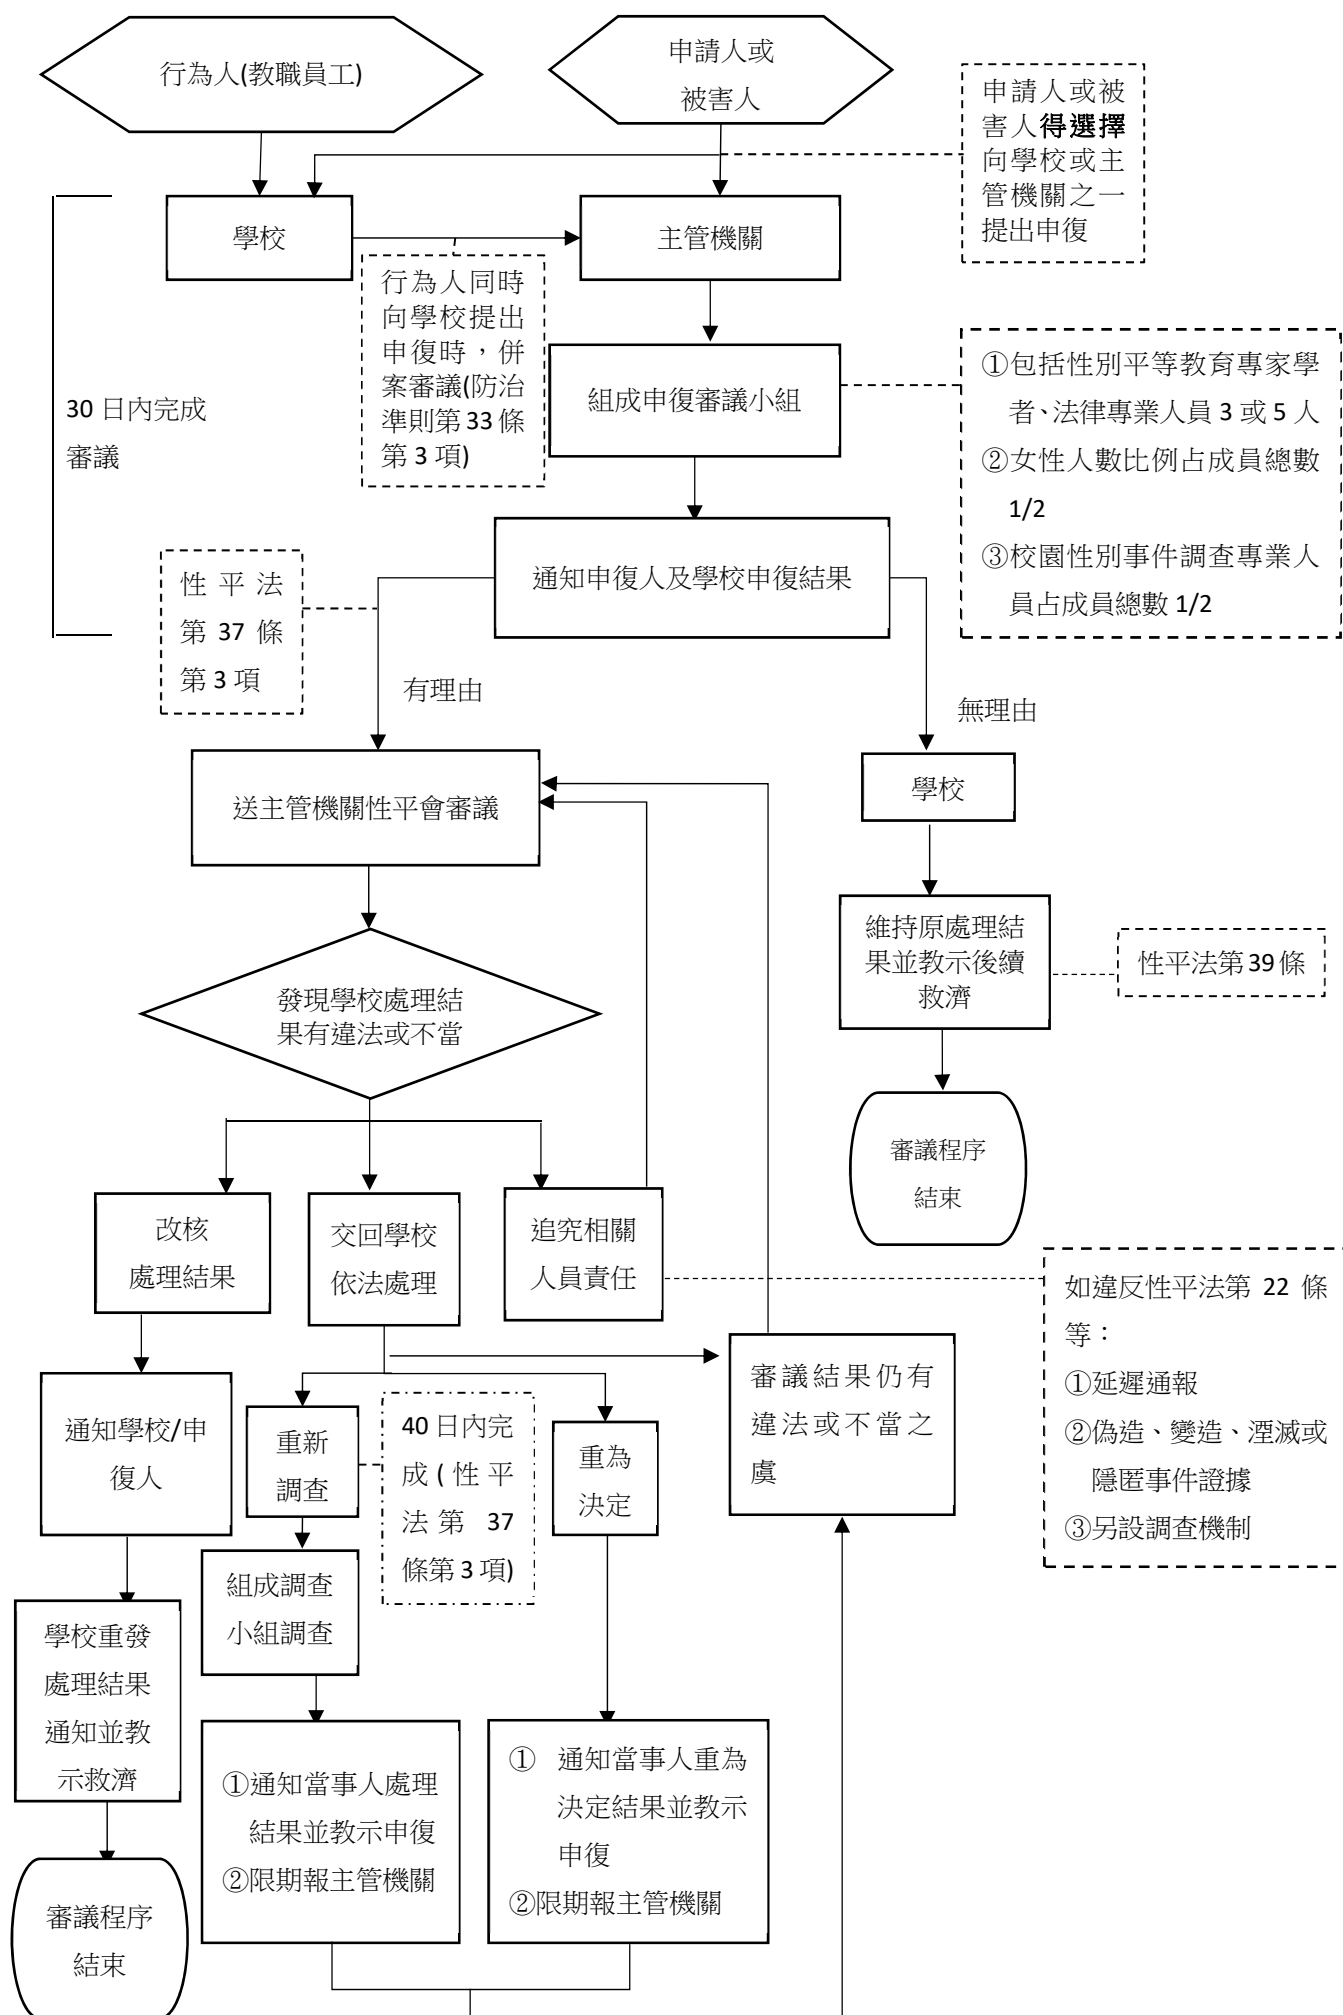 行為人(教職員工)
申請人或
被害人
申請人或被
害人得選擇
向學校或主
管機關之一
提出申復
學校
主管機關
行為人同時
向學校提出
申復時，併
案審議(防治
準則第 33 條
第 3 項)
30 日內完成
審議
組成申復審議小組
①包括性別平等教育專家學
者、法律專業人員 3 或 5 人
②女性人數比例占成員總數
1/2
③校園性別事件調查專業人
員占成員總數 1/2
通知申復人及學校申復結果
性平法
第 37 條
第 3 項
有理由
無理由
送主管機關性平會審議
學校
維持原處理結
果並教示後續
救濟
性平法第 39 條
發現學校處理結
果有違法或不當
審議程序
結束
改核
處理結果
交回學校
依法處理
追究相關
人員責任
如違反性平法第 22 條
等：
①延遲通報
②偽造、變造、湮滅或
隱匿事件證據
③另設調查機制
審議結果仍有
違法或不當之
虞
通知學校/申
復人
重新
調查
40 日內完
成(性平
法第 37
條第 3 項)
重為
決定
組成調查
小組調查
學校重發
處理結果
通知並教
示救濟
①通知當事人處理
結果並教示申復
②限期報主管機關
① 通知當事人重為
決定結果並教示
申復
②限期報主管機關
審議程序
結束